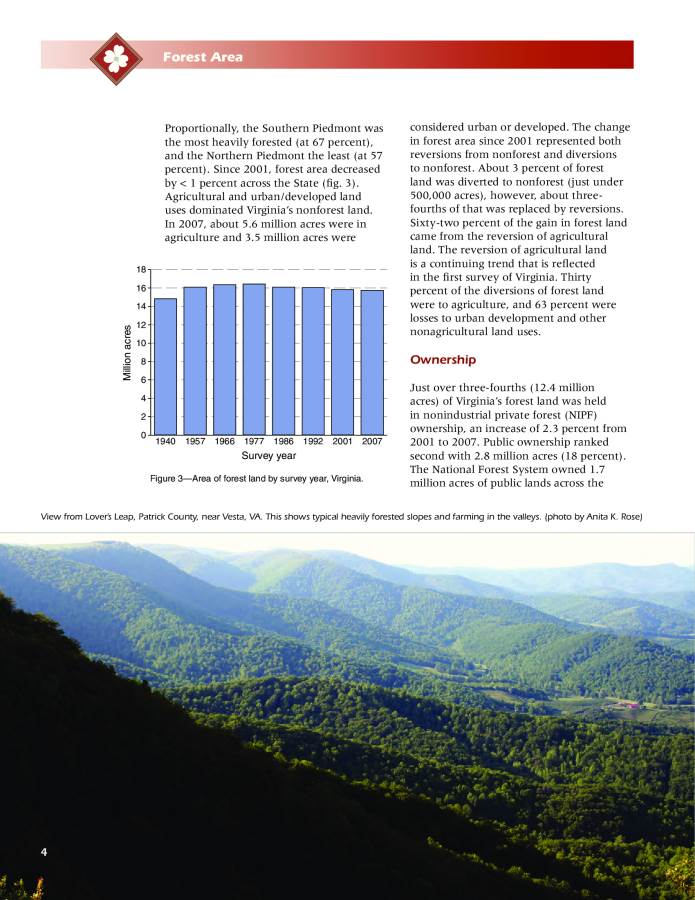 Forest Area
Proportionally, the Southern Piedmont was
the most heavily forested (at 67 percent),
and the Northern Piedmont the least (at 57
percent). Since 2001, forest area decreased
by < 1 percent across the State (fig. 3).
Agricultural and urban/developed land
uses dominated Virginia's nonforest land.
In 2007, about 5.6 million acres were in
agriculture and 3.5 million acres were
18
16
14
12
10
8
6
4
2
0
Million acres
1940 1957 1966 1977 1986 1992 2001 2007
Survey year
Figure 3—Area of forest land by survey year, Virginia.
considered urban or developed. The change
in forest area since 2001 represented both
reversions from nonforest and diversions
to nonforest. About 3 percent of forest
land was diverted to nonforest (just under
500,000 acres), however, about three-
fourths of that was replaced by reversions.
Sixty-two percent of the gain in forest land
came from the reversion of agricultural
land. The reversion of agricultural land
is a continuing trend that is reflected
in the first survey of Virginia. Thirty
percent of the diversions of forest land
were to agriculture, and 63 percent were
losses to urban development and other
nonagricultural land uses.
Ownership
Just over three-fourths (12.4 million
acres) of Virginia's forest land was held
in nonindustrial private forest (NIPF)
ownership, an increase of 2.3 percent from
2001 to 2007. Public ownership ranked
second with 2.8 million acres (18 percent).
The National Forest System owned 1.7
million acres of public lands across the
View from Lover's Leap, Patrick County, near Vesta, VA. This shows typical heavily forested slopes and farming in the valleys. (photo by Anita K. Rose)
4